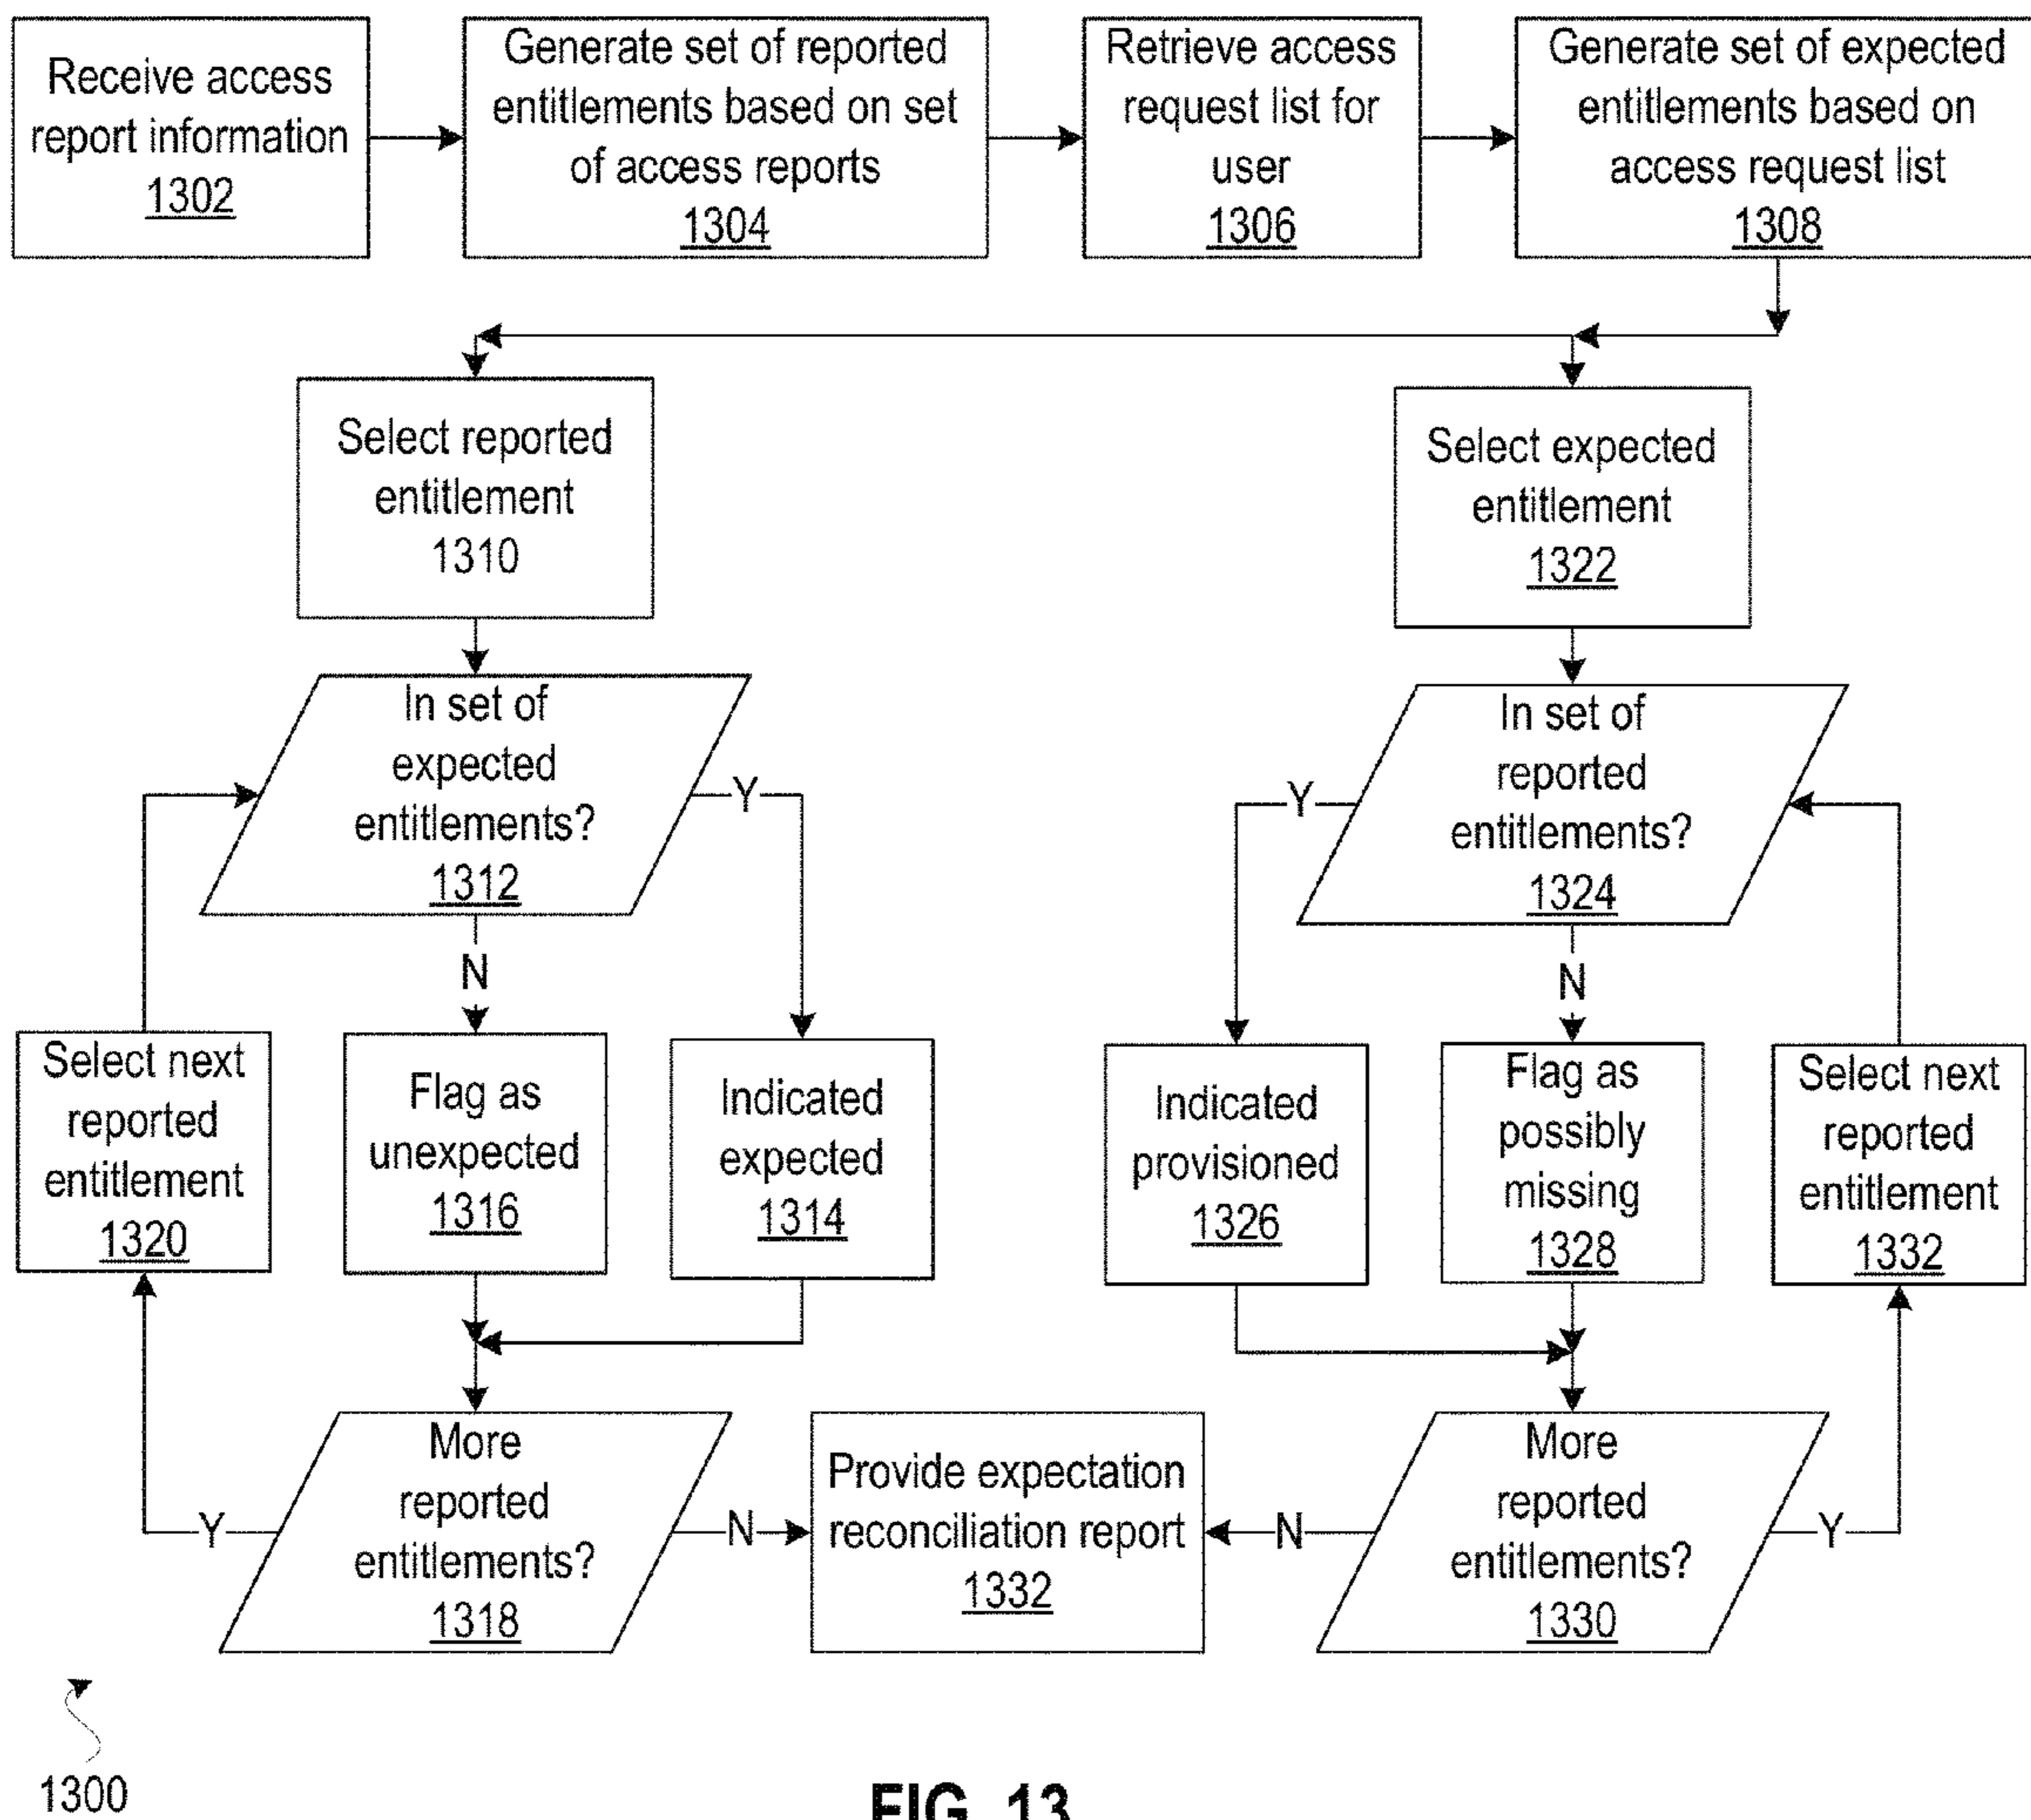 Receive access
report information
1302
Generate set of reported
entitlements based on set
of access reports
1304
Retrieve access
request list for
user
1306
Generate set of expected
entitlements based on
access request list
1308
Select reported
entitlement
1310
Select expected
entitlement
1322
In set of
expected
entitlements?
1312
Y
N
In set of
reported
entitlements?
1324
Y
N
Select next
reported
entitlement
1320
Flag as
unexpected
1316
Indicated
expected
1314
Indicated
provisioned
1326
Flag as
possibly
missing
1328
Select next
reported
entitlement
1332
More
reported
entitlements?
1318
Y
N
Provide expectation
reconciliation report
1332
More
reported
entitlements?
1330
N
Y
1300
FIG. 13